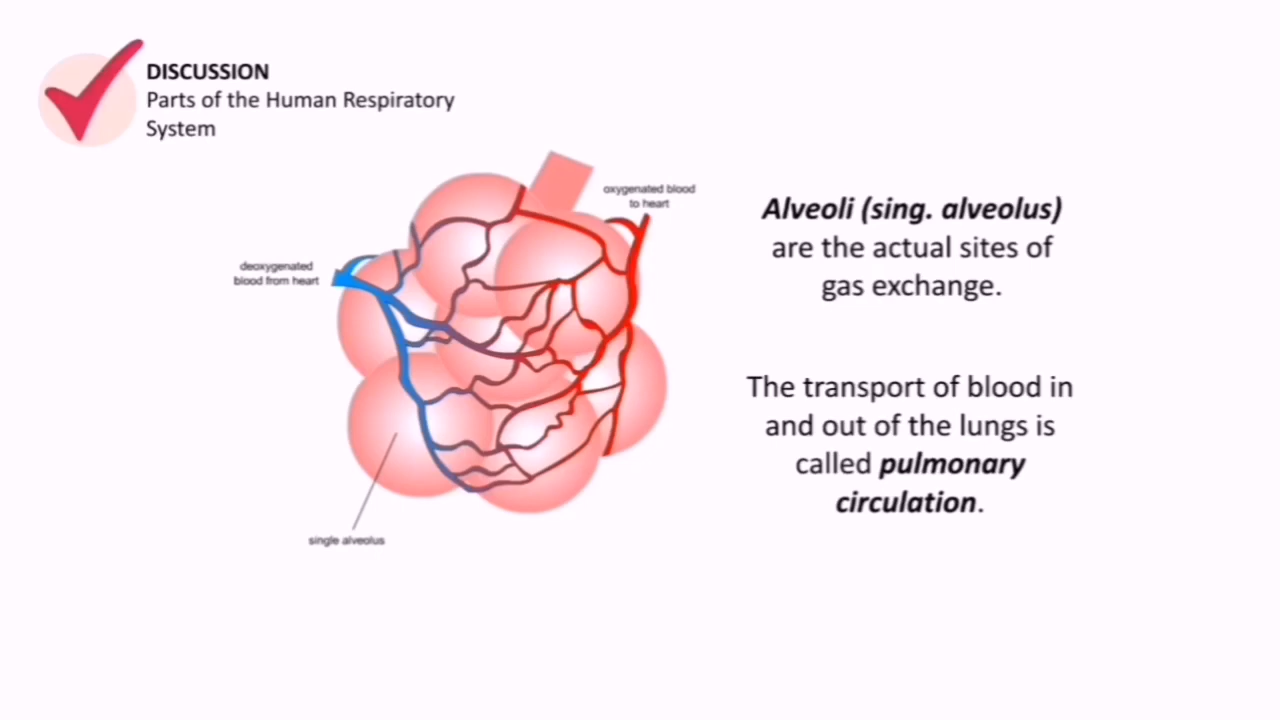 DISCUSSION
Parts of the Human Respiratory
System
oxygenated blood
to heart
deoxygenated
blood from heart
single alveolus
Alveoli (sing. alveolus)
are the actual sites of
gas exchange.
The transport of blood in
and out of the lungs is
called pulmonary
circulation.